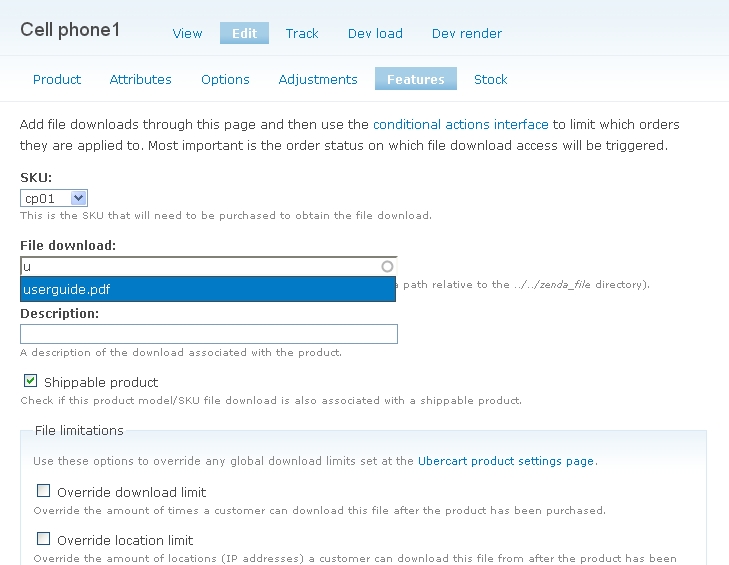 Cell phone1
View Edit Track Dev load Dev render
Product Attributes Options Adjustments Features Stock
Add file downloads through this page and then use the conditional actions interface to limit which orders
they are applied to. Most important is the order status on which file download access will be triggered.
SKU:
cp01
This is the SKU that will need to be purchased to obtain the file download.
File download:
u
userguide.pdf
path relative to the ../../zenda_file directory).
Description:
A description of the download associated with the product.
Shippable product
Check if this product model/SKU file download is also associated with a shippable product.
File limitations
Use these options to override any global download limits set at the Ubercart product settings page.
Override download limit
Override the amount of times a customer can download this file after the product has been purchased.
Override location limit
Override the amount of locations (IP addresses) a customer can download this file from after the product has been